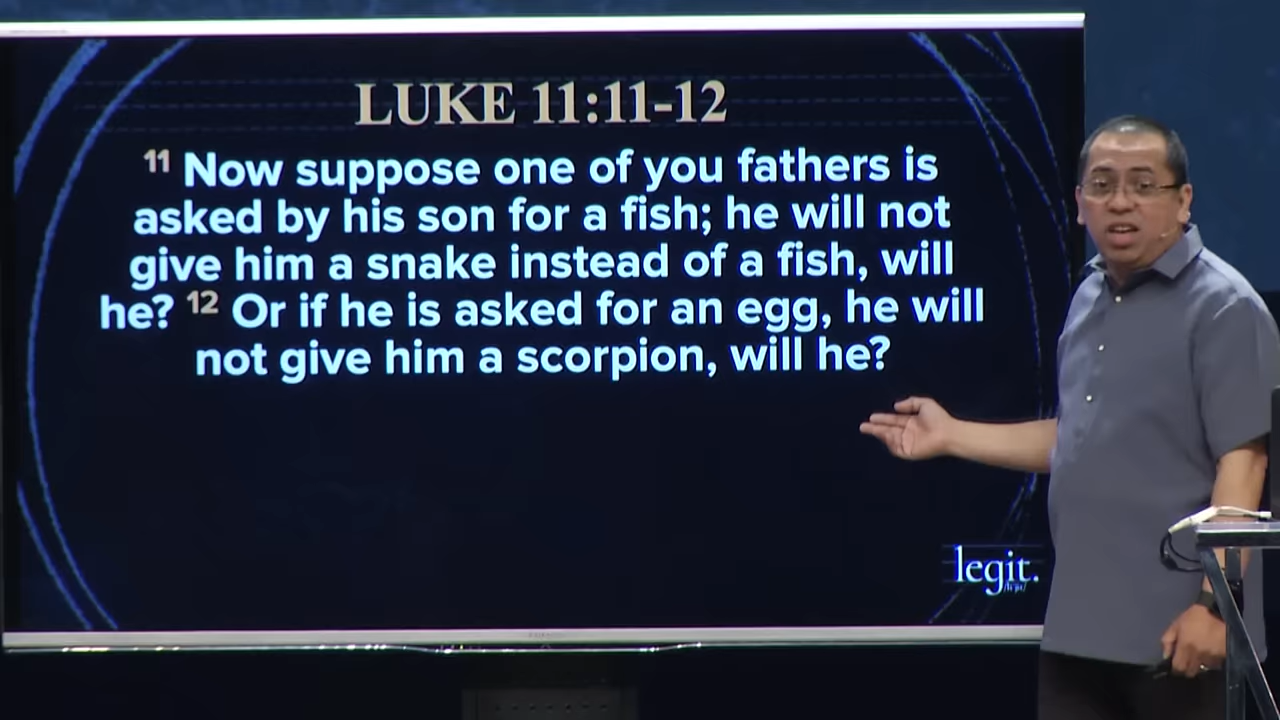 LUKE 11:11-12
11 Now suppose one of you fathers is
asked by his son for a fish; he will not
give him a snake instead of a fish, will
he? 12 Or if he is asked for an egg, he will
not give him a scorpion, will he?
legit.